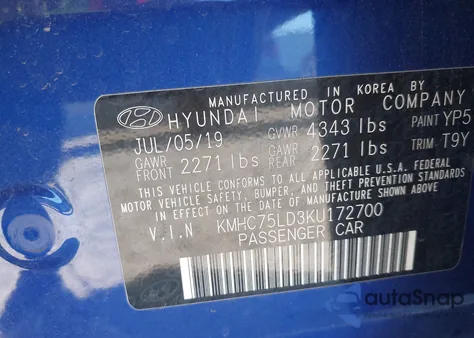 MANUFACTURED IN KOREA BY
HYUNDAI MOTOR COMPANY
JUL/05/19 GVWR 4343 lbs PAINT YP5
GAWR FRONT 2271 lbs GAWR REAR 2271 lbs TRIM T9Y
THIS VEHICLE CONFORMS TO ALL APPLICABLE U.S.A. FEDERAL
MOTOR VEHICLE SAFETY, BUMPER, AND THEFT PREVENTION
STANDARDS IN EFFECT ON THE DATE OF MANUFACTURE
V.I.N KMHC75LD3KU172700
PASSENGER CAR
autoSnap